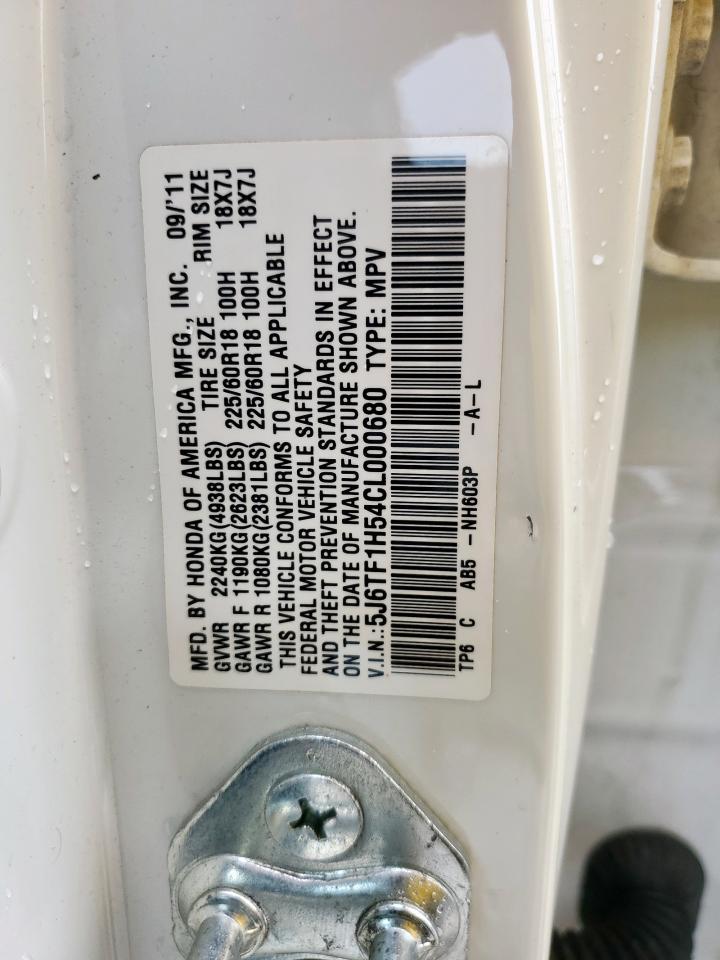 MFD. BY HONDA OF AMERICA MFG., INC. 09/'11
GVWR 2240KG(4938LBS) TIRE SIZE RIM SIZE
GAWR F 1190KG(2623LBS) 225/60R18 100H 18X7J
GAWR R 1080KG(2381LBS) 225/60R18 100H 18X7J
THIS VEHICLE CONFORMS TO ALL APPLICABLE
FEDERAL MOTOR VEHICLE SAFETY
AND THEFT PREVENTION STANDARDS IN EFFECT
ON THE DATE OF MANUFACTURE SHOWN ABOVE.
V.I.N.:5J6TF1H54CL000680 TYPE: MPV
TP6 C AB5 -NH603P -A-L